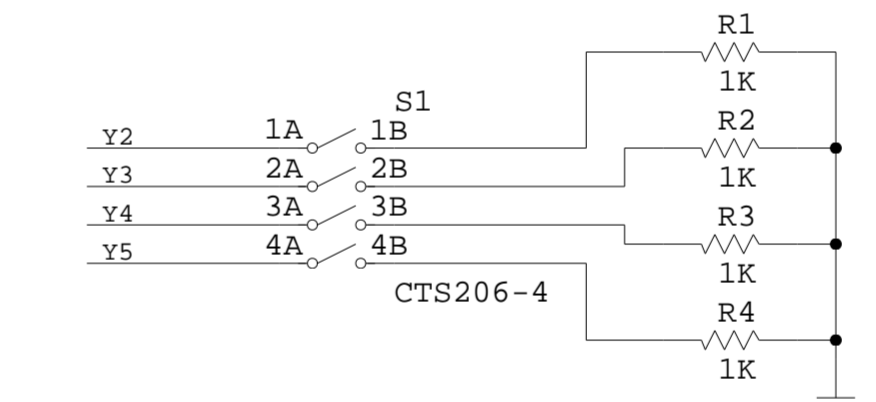 R1
1K
S1
Y2 1A 1B
R2
1K
Y3 2A 2B
Y4 3A 3B
R3
1K
Y5 4A 4B
CTS206-4
R4
1K